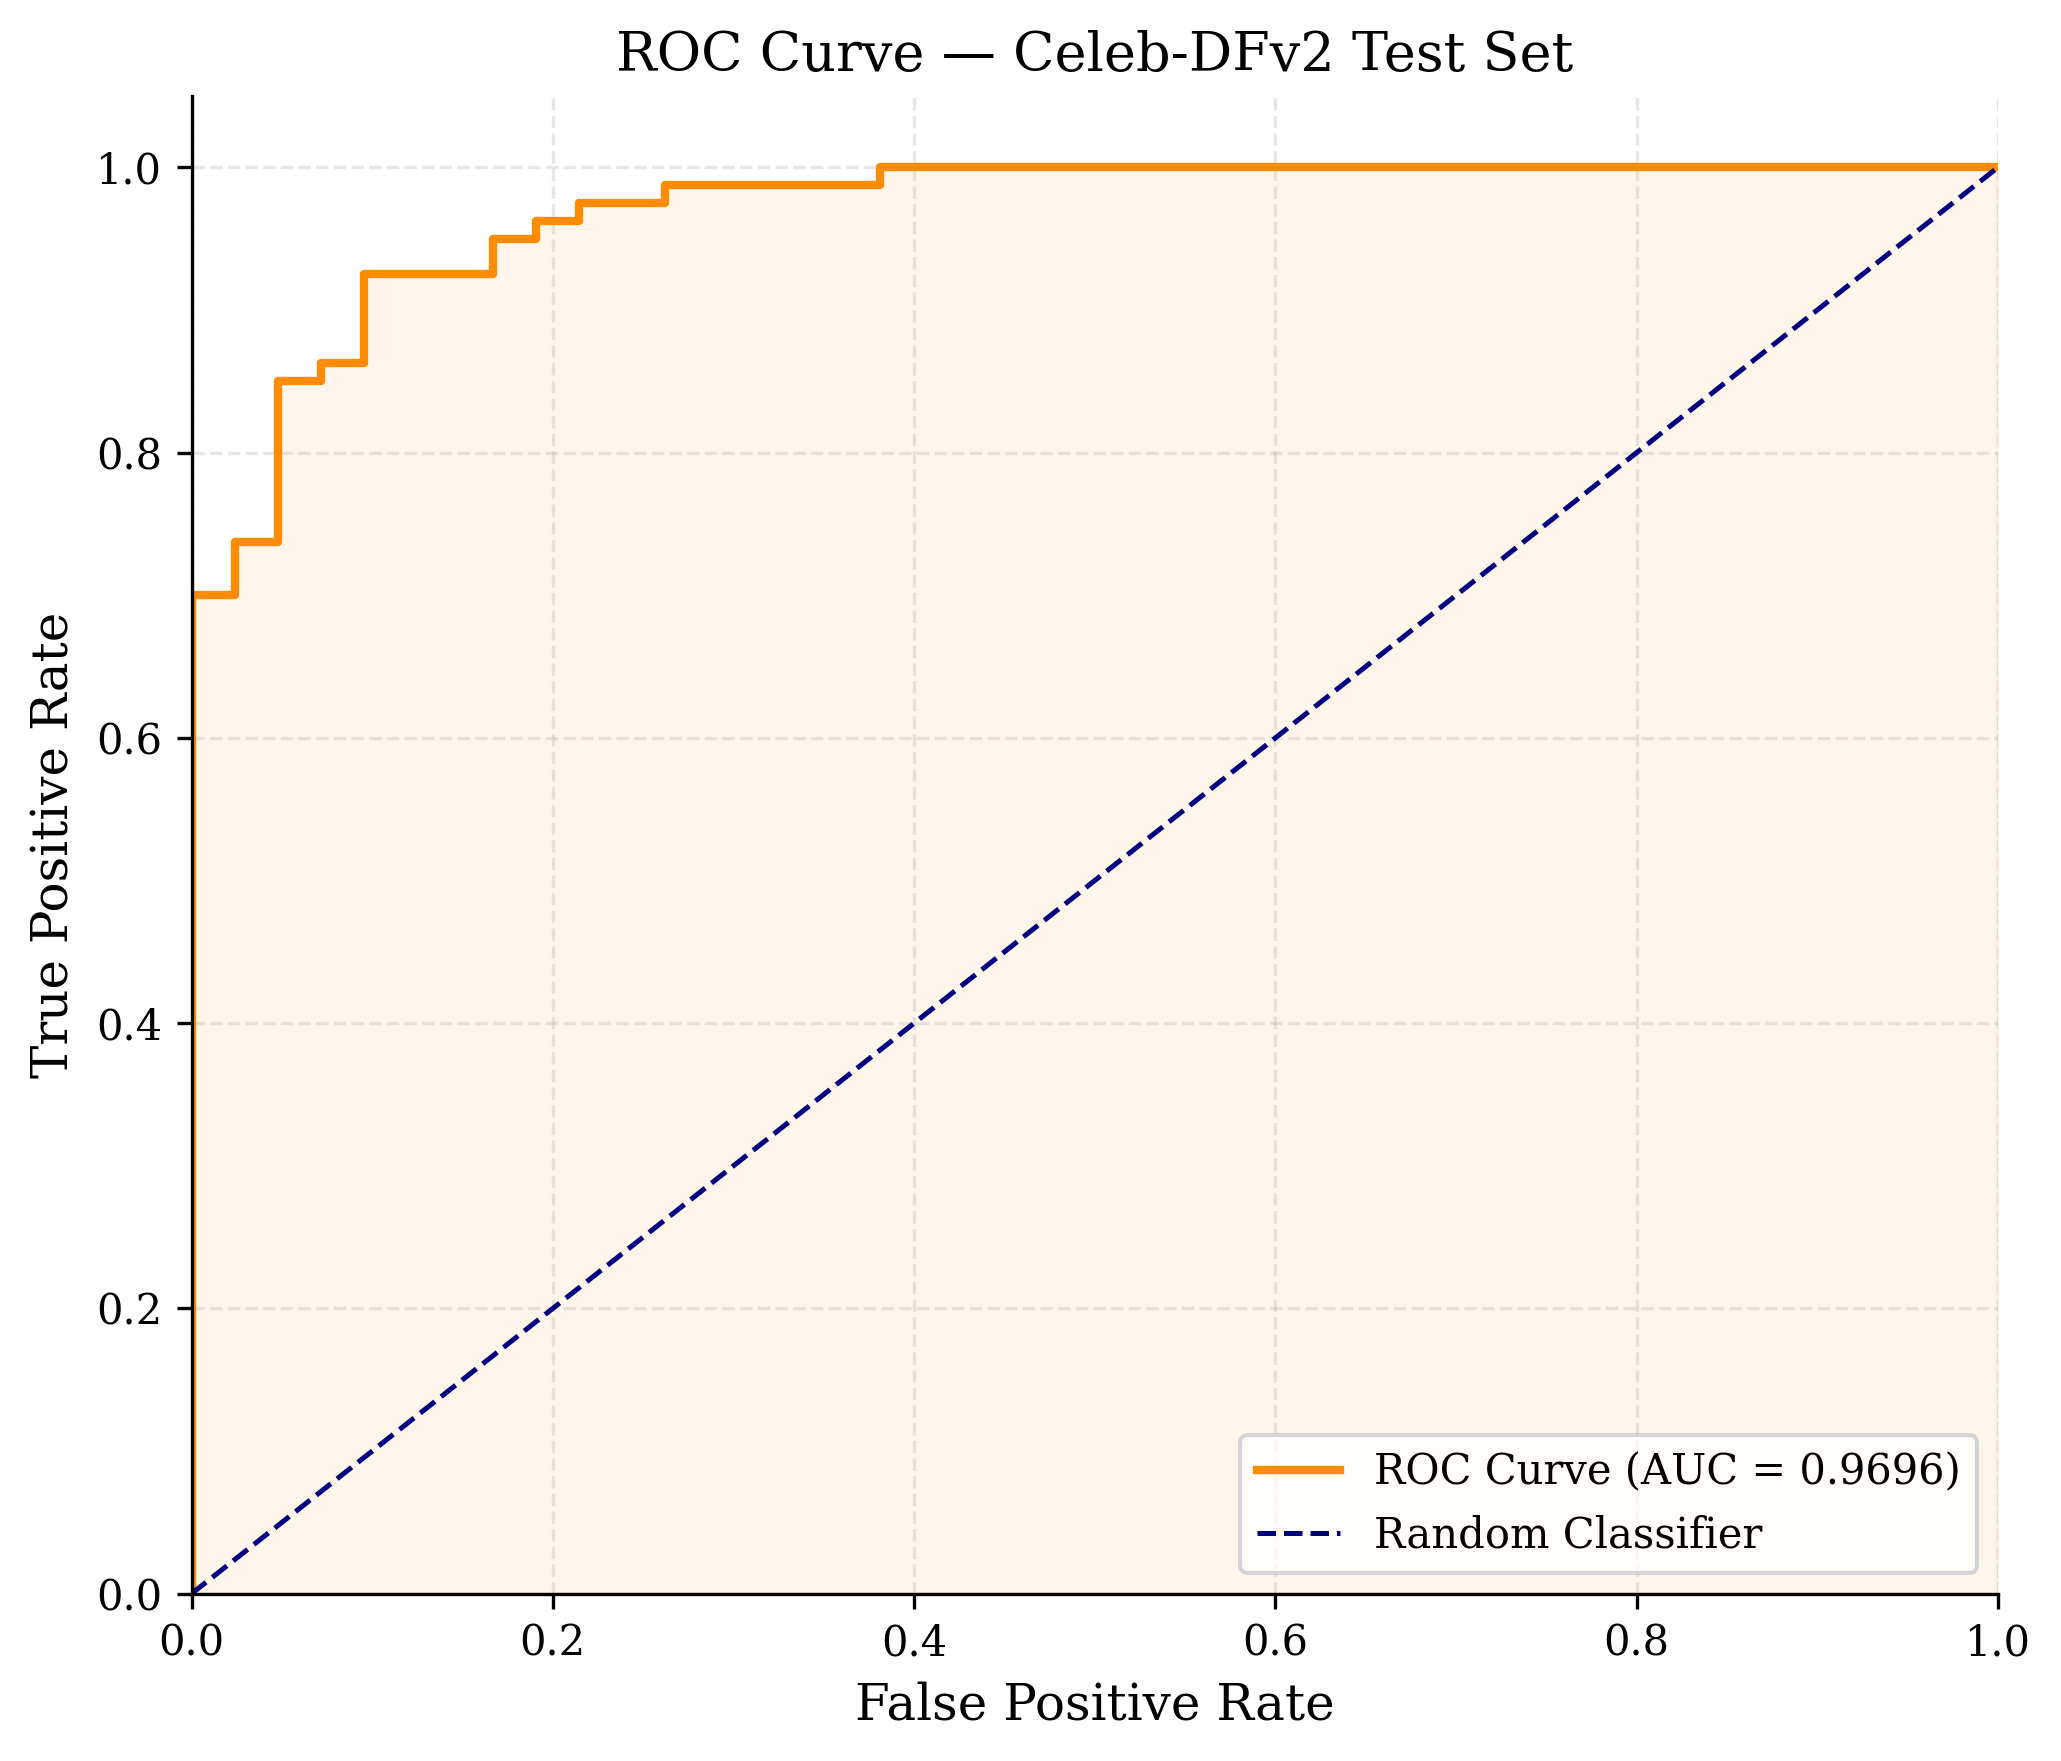 ROC Curve — Celeb-DFv2 Test Set
1.0
0.8
0.6
0.4
0.2
0.0
True Positive Rate
0.0 0.2 0.4 0.6 0.8 1.0
False Positive Rate
ROC Curve (AUC = 0.9696)
Random Classifier